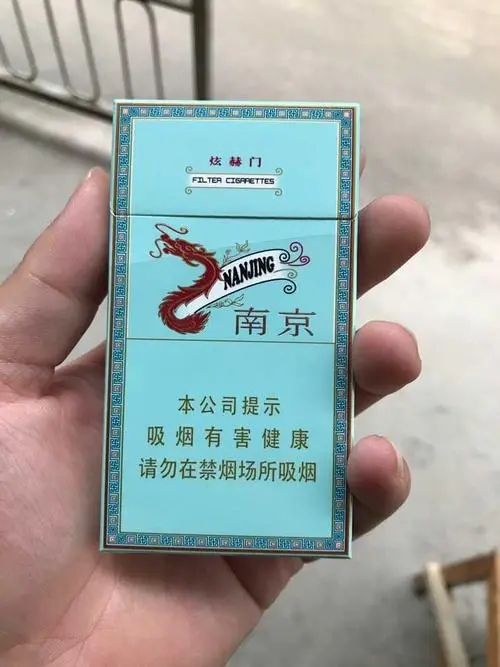 炫赫门
FILTER CIGARETTES
NANJING
南京
本公司提示
吸烟有害健康
请勿在禁烟场所吸烟